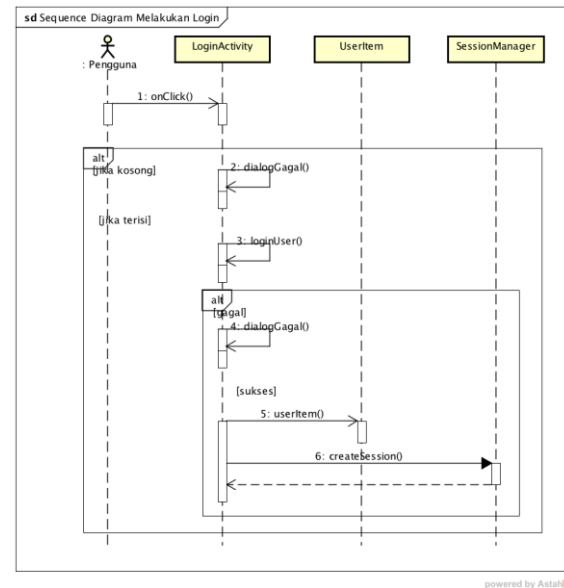 sd Sequence Diagram Melakukan Login
: Pengguna
LoginActivity
UserItem
SessionManager
1: onClick()
alt
[jika kosong]
2: dialogGagal()
[jika terisi]
3: loginUser()
alt
[gagal]
4: dialogGagal()
[sukses]
5: userItem()
6: createSession()
powered by Astah